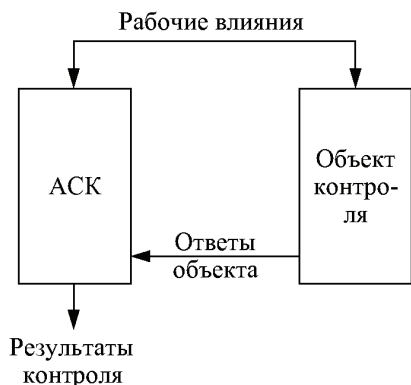 Рабочие влияния
АСК
Объект
контро-
ля
Ответы
объекта
Результаты
контроля